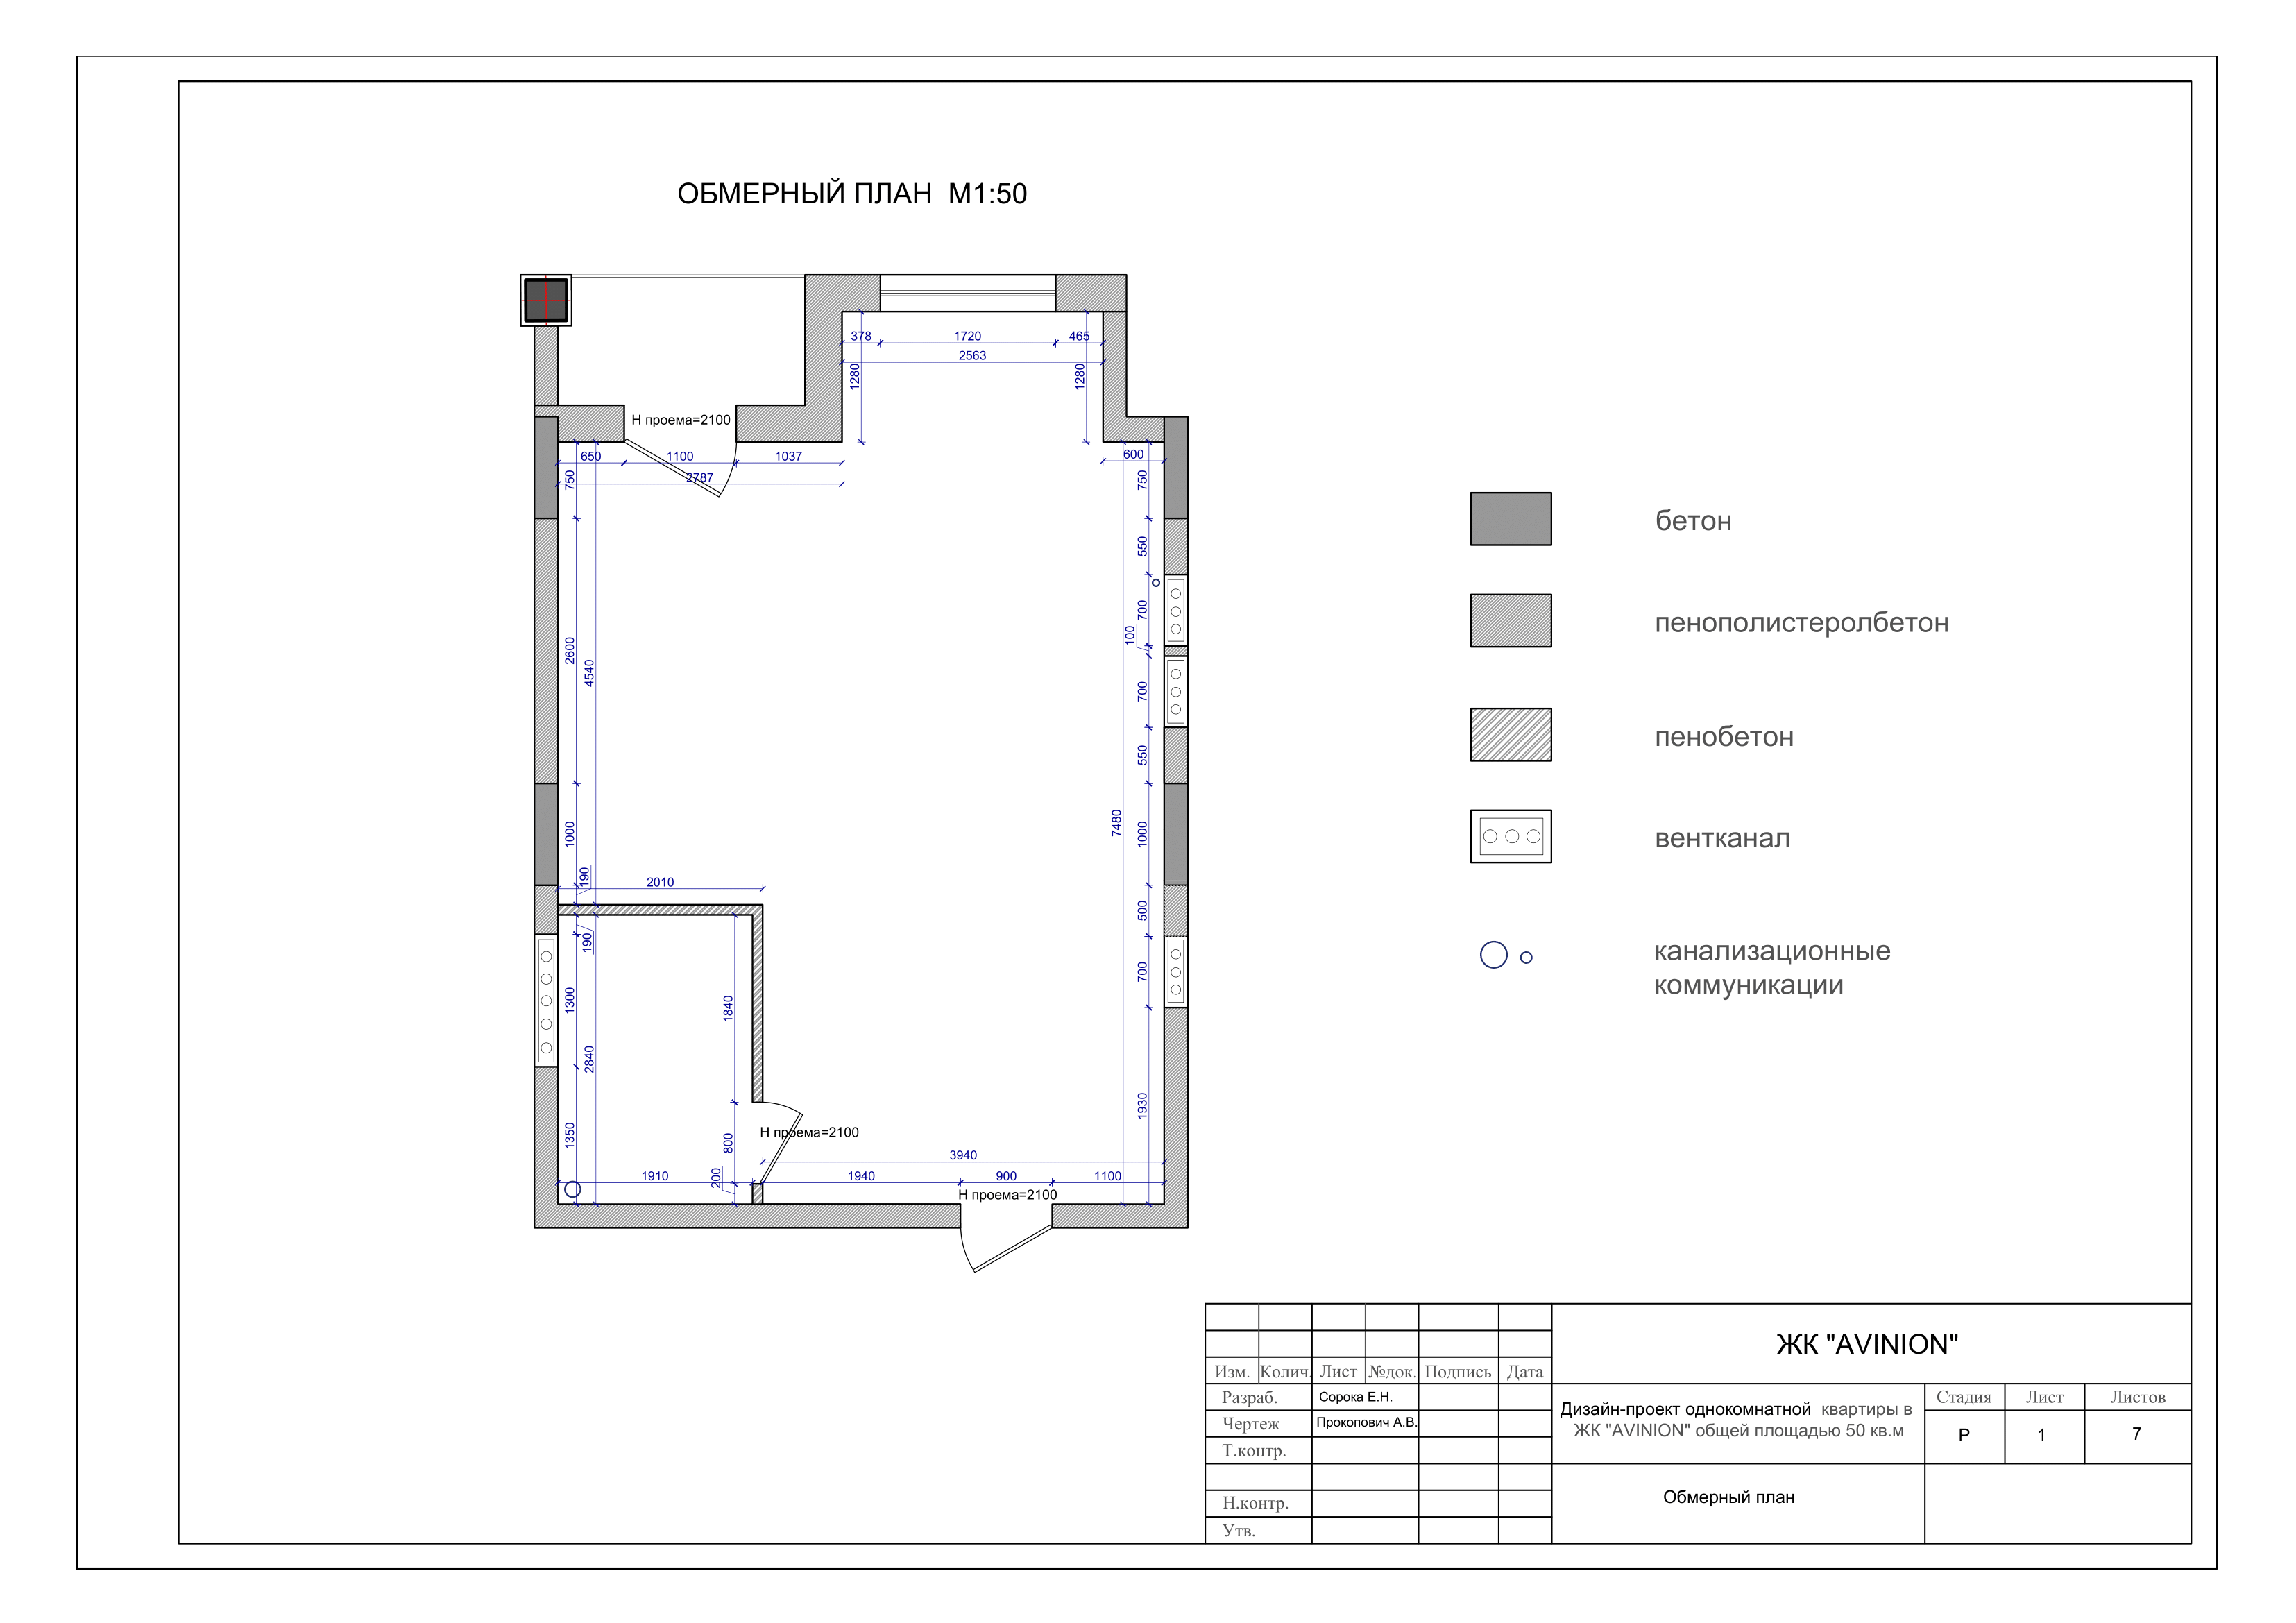 ОБМЕРНЫЙ ПЛАН М1:50
378
1720
465
2563
1280
1280
Н проема=2100
650
1100
1037
2787
600
750
750
550
700
100
2600
4540
700
550
7480
1000
1000
190
2010
500
190
700
1300
1840
2840
1930
1350
800
Н проема=2100
3940
200
1910
1940
900
1100
Н проема=2100
бетон
пенополистеролбетон
пенобетон
вентканал
канализационные
коммуникации
ЖК "AVINION"
Изм. Колич. Лист №док. Подпись Дата
Разраб. Сорока Е.Н.
Чертеж Прокопович А.В.
Т.контр.
Н.контр.
Утв.
Дизайн-проект однокомнатной квартиры в
ЖК "AVINION" общей площадью 50 кв.м
Стадия Лист Листов
Р 1 7
Обмерный план